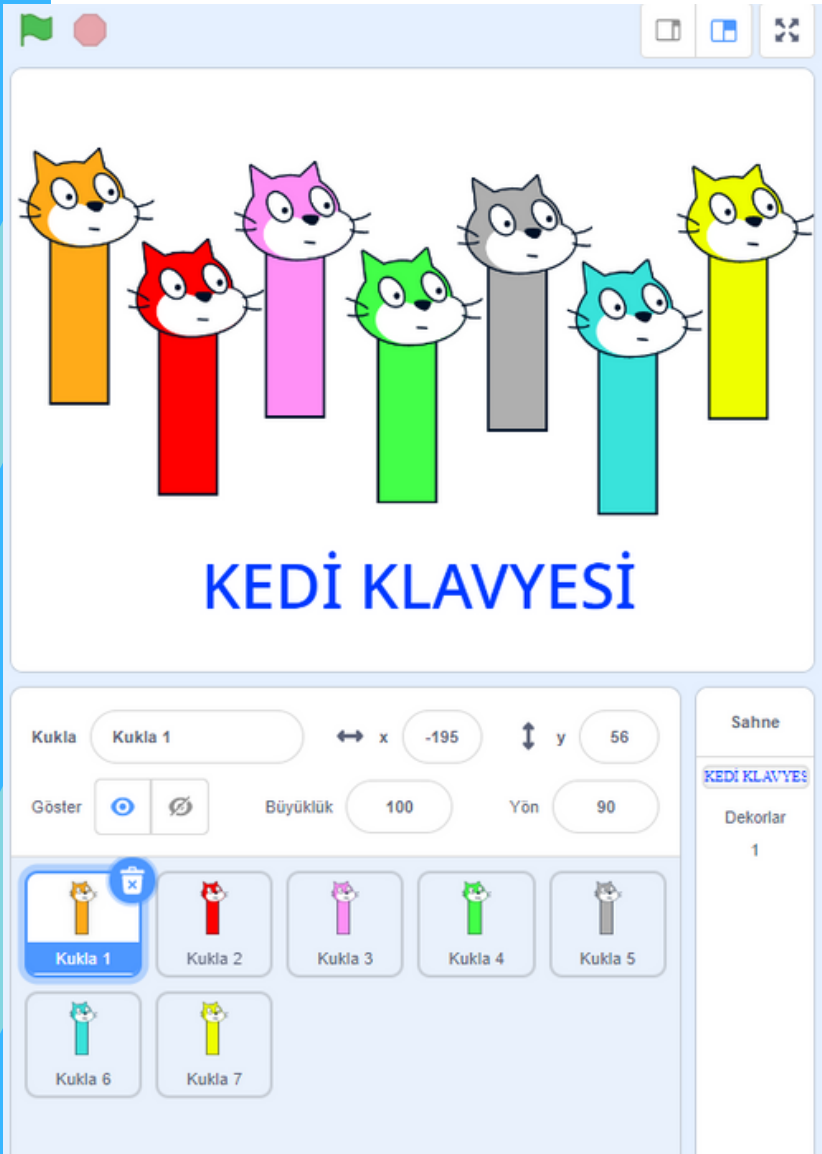 KEDİ KLAVYESİ
Kukla Kukla 1 x -195 y 56
Göster Büyüklük 100 Yön 90
Sahne
KEDİ KLAVYES
Dekorlar
1
Kukla 1 Kukla 2 Kukla 3 Kukla 4 Kukla 5
Kukla 6 Kukla 7